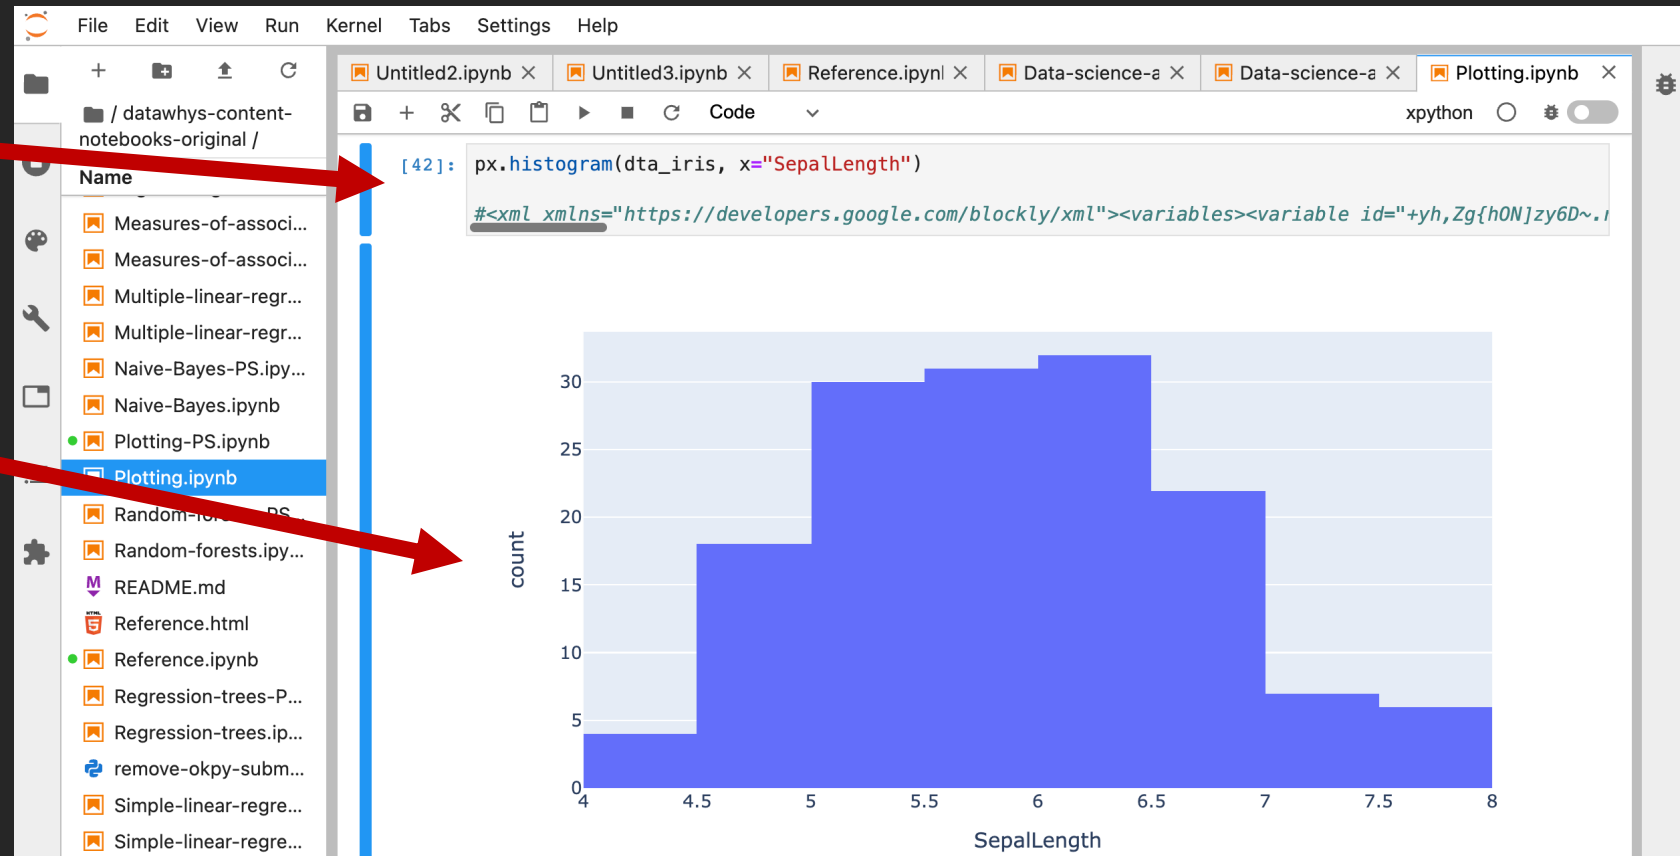 File Edit View Run Kernel Tabs Settings Help
/ datawhys-content-
notebooks-original /
Name
Measures-of-associ...
Measures-of-associ...
Multiple-linear-regr...
Multiple-linear-regr...
Naive-Bayes-PS.ipy...
Naive-Bayes.ipynb
Plotting-PS.ipynb
Plotting.ipynb
Random-forests-PS...
Random-forests.ipy...
README.md
Reference.html
Reference.ipynb
Regression-trees-P...
Regression-trees.ip...
remove-okpy-subm...
Simple-linear-regre...
Simple-linear-regre...
Untitled2.ipynb Untitled3.ipynb Reference.ipyn Data-science-a Data-science-a Plotting.ipynb
Code xpython
[42]: px.histogram(dta_iris, x="SepalLength")
#<xml xmlns="https://developers.google.com/blockly/xml"><variables><variable id="+yh,Zg{hON]zy6D~.
30
25
20
15
10
5
0
count
4 4.5 5 5.5 6 6.5 7 7.5 8
SepalLength